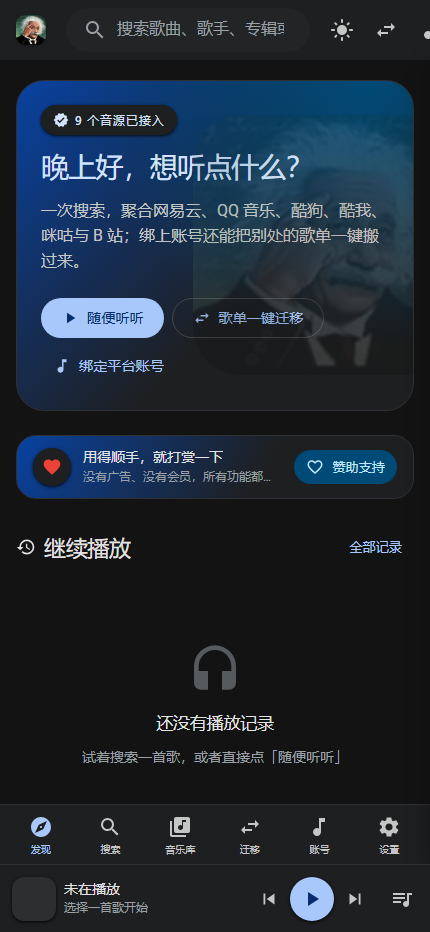 搜索歌曲、歌手、专辑
9 个音源已接入
晚上好，想听点什么？
一次搜索，聚合网易云、QQ 音乐、酷狗、酷我、
咪咕与 B 站；绑上账号还能把别处的歌单一键搬
过来。
随便听听
歌单一键迁移
绑定平台账号
用得顺手，就打赏一下
没有广告、没有会员，所有功能都...
赞助支持
继续播放
全部记录
还没有播放记录
试着搜索一首歌，或者直接点「随便听听」
发现
搜索
音乐库
迁移
账号
设置
未在播放
选择一首歌开始